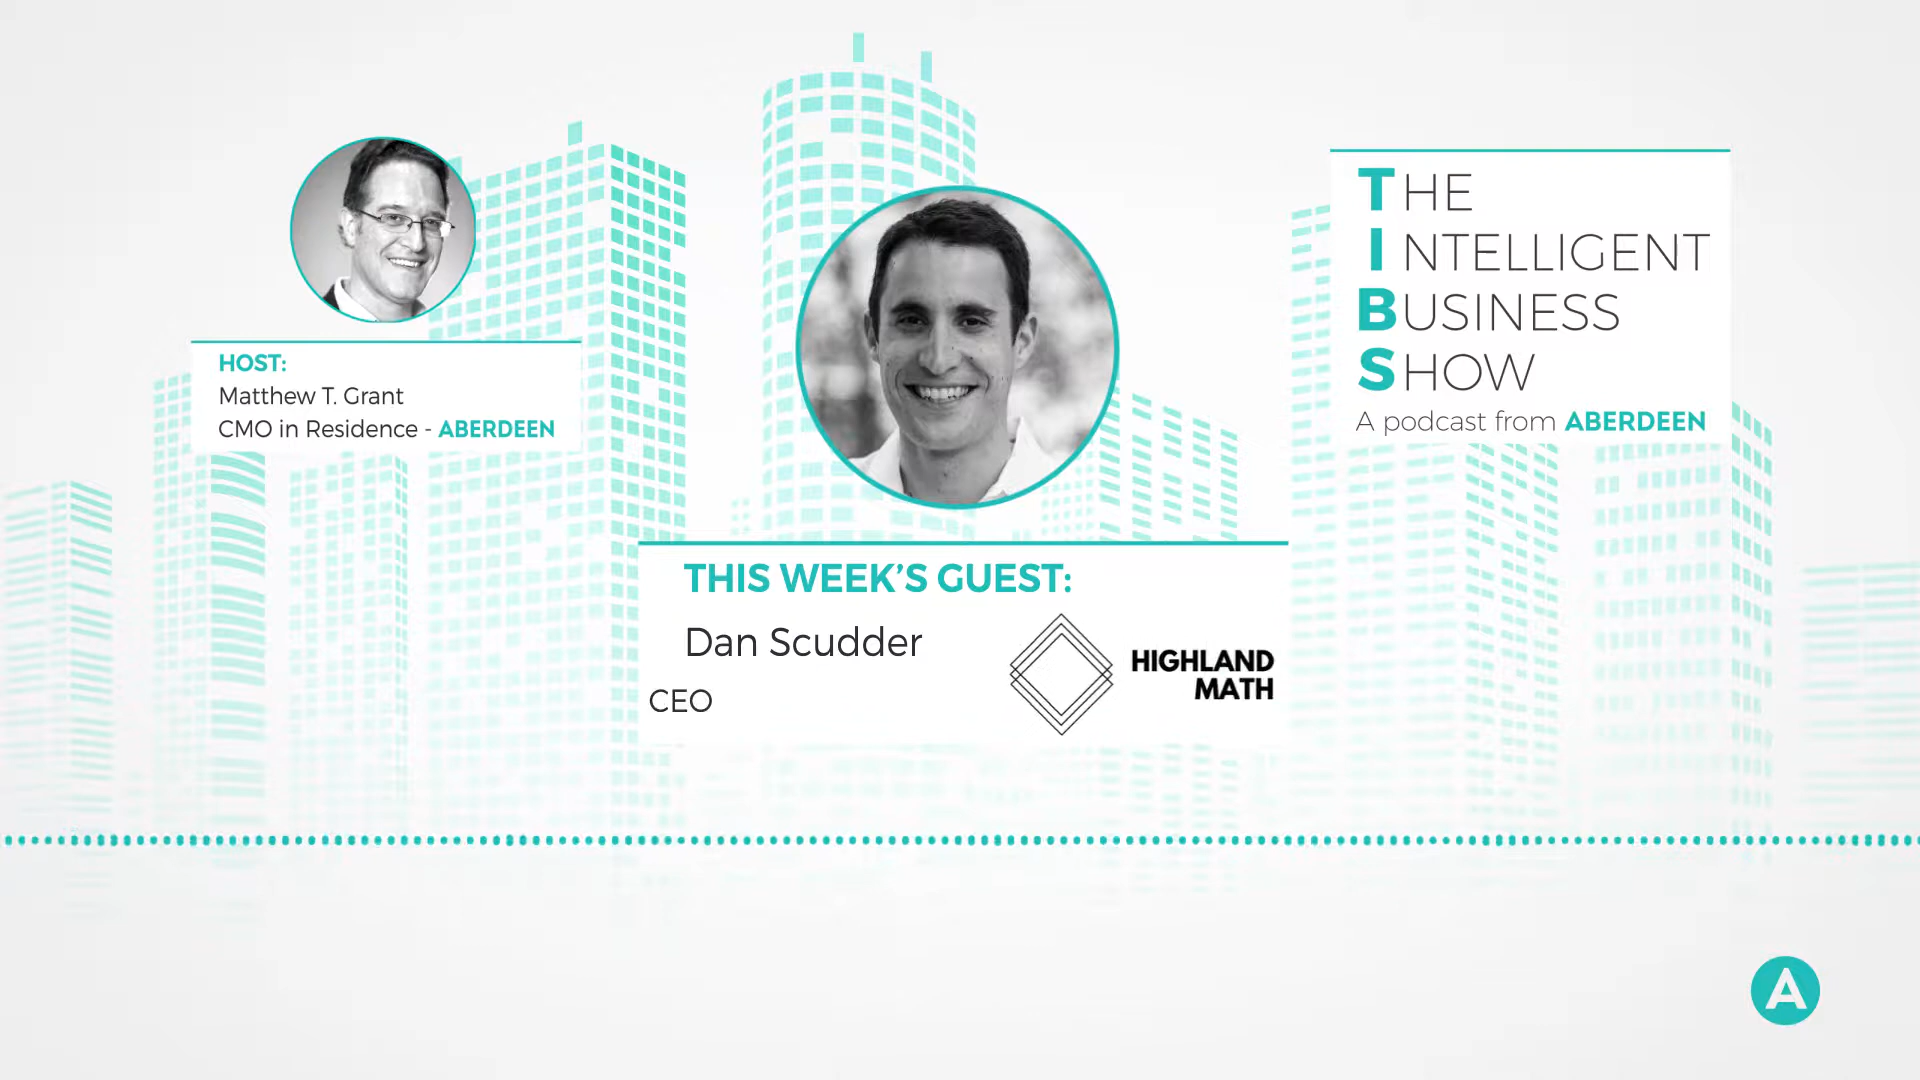 HOST:
Matthew T. Grant
CMO in Residence - ABERDEEN
THIS WEEK’S GUEST:
Dan Scudder
CEO
HIGHLAND
MATH
THE
INTELLIGENT
BUSINESS
SHOW
A podcast from ABERDEEN
A